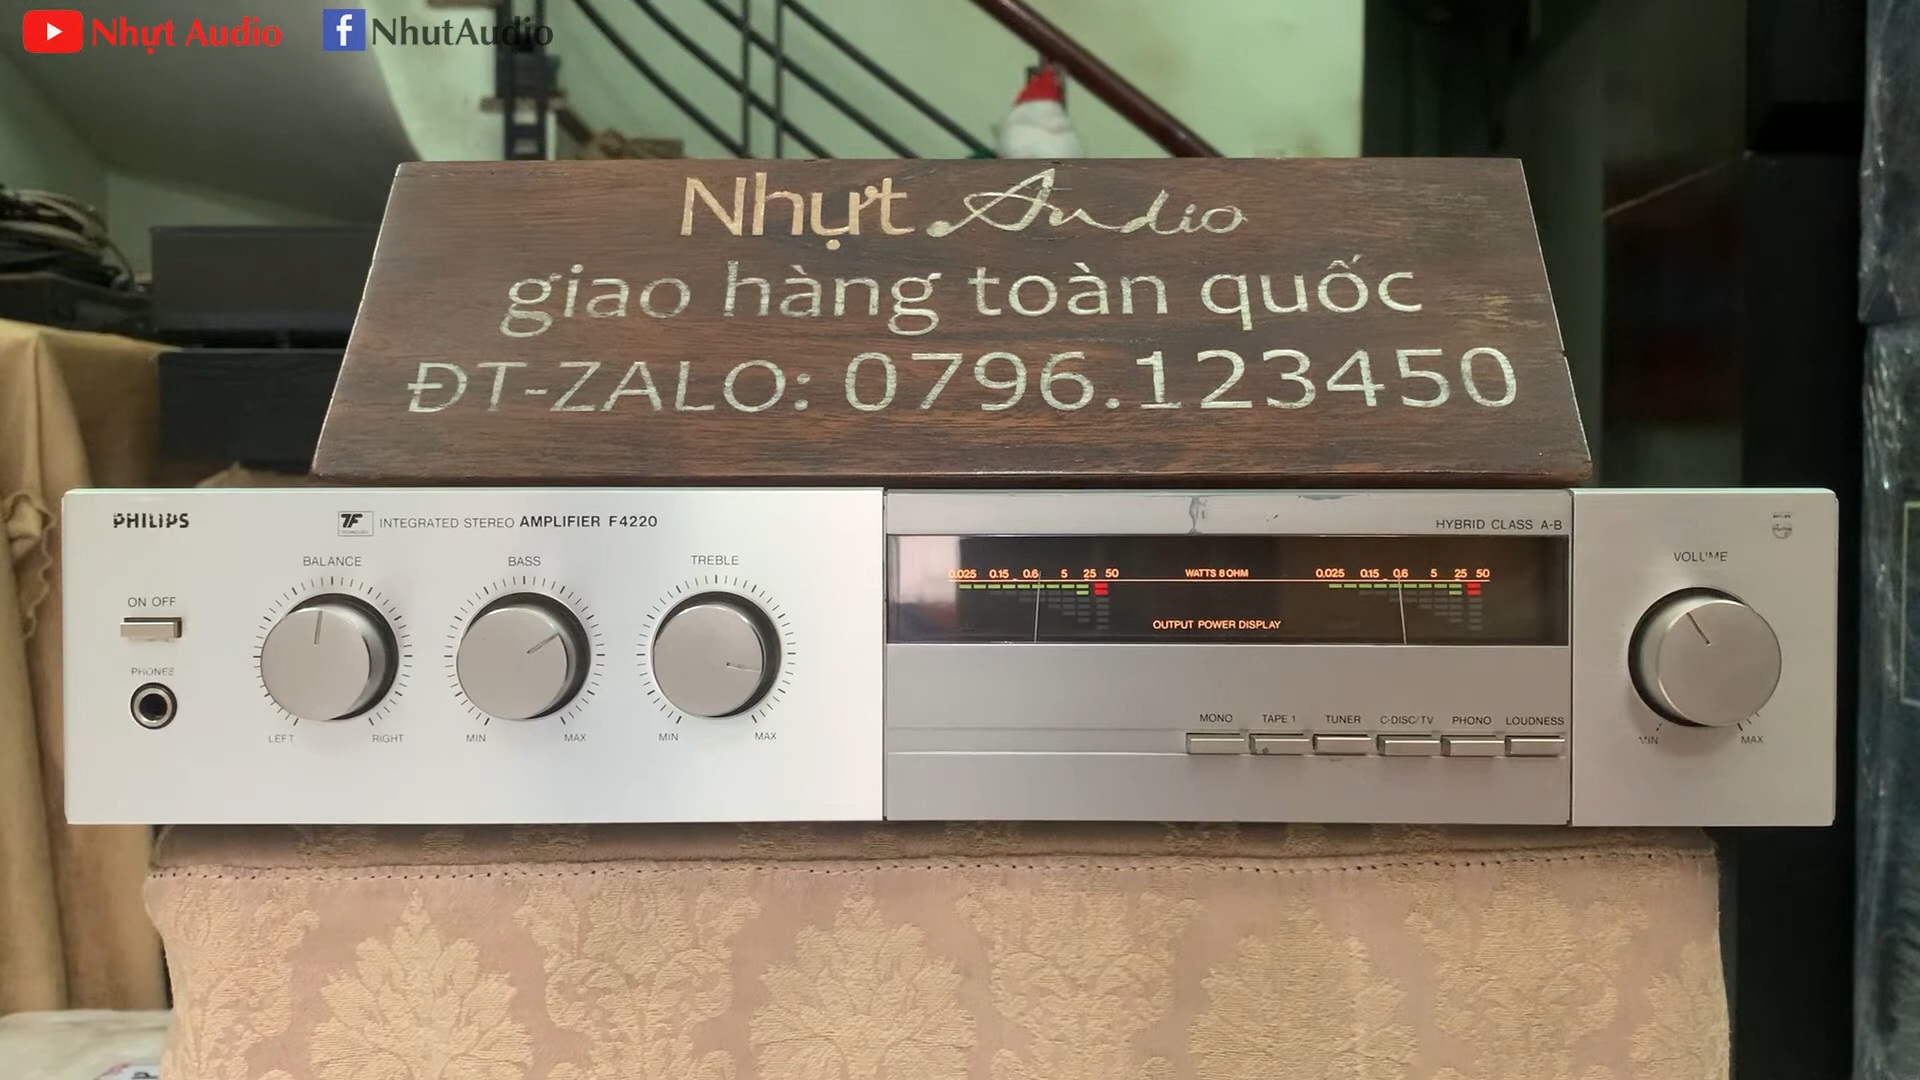 Nhựt Audio
NhutAudio
Nhựt Audio
giao hàng toàn quốc
ĐT-ZALO: 0796.123450
PHILIPS
INTEGRATED STEREO AMPLIFIER F4220
HYBRID CLASS A-B
BALANCE
BASS
TREBLE
VOLUME
ON OFF
PHONES
LEFT
RIGHT
MIN
MAX
MIN
MAX
0.025 0.15 0.6 5 25 50
WATTS 8 OHM
0.025 0.15 0.6 5 25 50
OUTPUT POWER DISPLAY
MONO
TAPE 1
TUNER
C-DISC/TV
PHONO
LOUDNESS
MIN
MAX